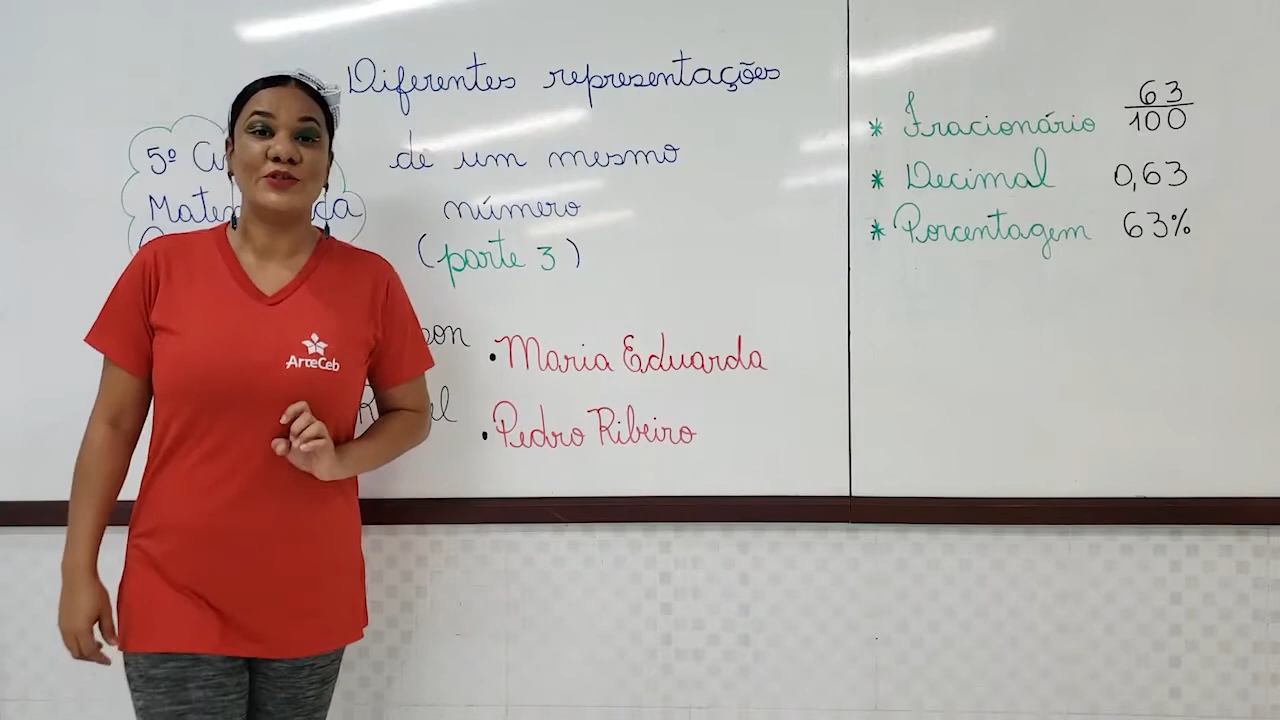 Diferentes representações
de um mesmo
número
(parte 3)
5º
• Maria Eduarda
• Pedro Ribeiro
* Fracionário 63/100
* Decimal 0,63
* Porcentagem 63%
ArteCeb